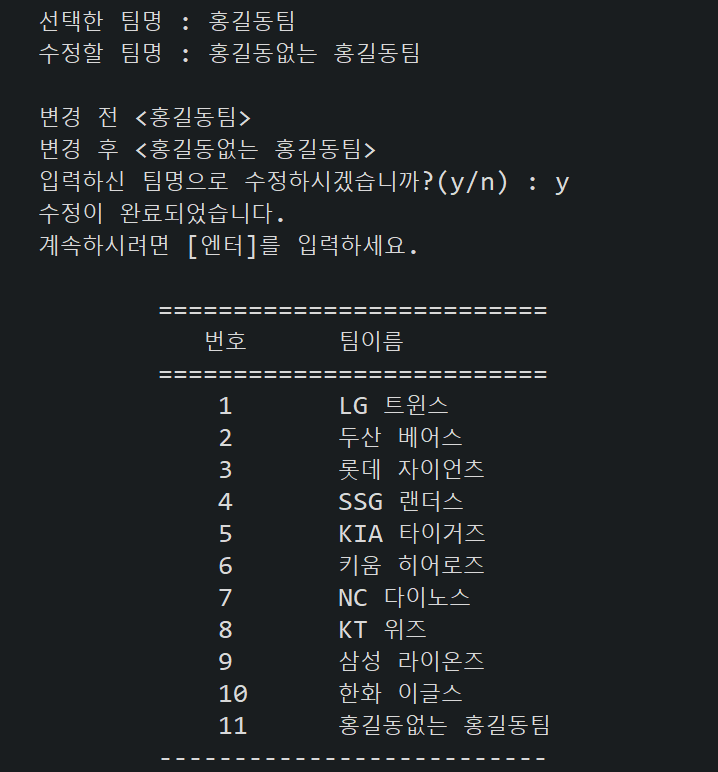 선택한 팀명 : 홍길동팀
수정할 팀명 : 홍길동없는 홍길동팀
변경 전 <홍길동팀>
변경 후 <홍길동없는 홍길동팀>
입력하신 팀명으로 수정하시겠습니까?(y/n) : y
수정이 완료되었습니다.
계속하시려면 [엔터]를 입력하세요.
==========================
번호 팀이름
==========================
1 LG 트윈스
2 두산 베어스
3 롯데 자이언츠
4 SSG 랜더스
5 KIA 타이거즈
6 키움 히어로즈
7 NC 다이노스
8 KT 위즈
9 삼성 라이온즈
10 한화 이글스
11 홍길동없는 홍길동팀
--------------------------